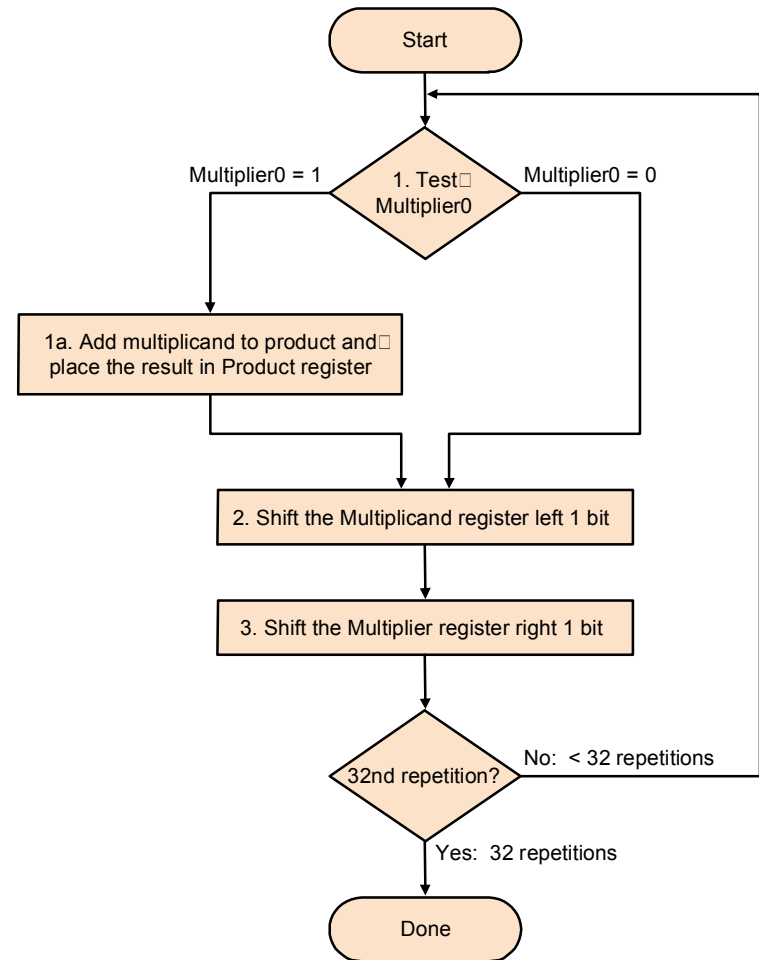 Start
Multiplier0 = 1
1. Test□
Multiplier0
Multiplier0 = 0
1a. Add multiplicand to product and□
place the result in Product register
2. Shift the Multiplicand register left 1 bit
3. Shift the Multiplier register right 1 bit
32nd repetition?
No:  < 32 repetitions
Yes:  32 repetitions
Done